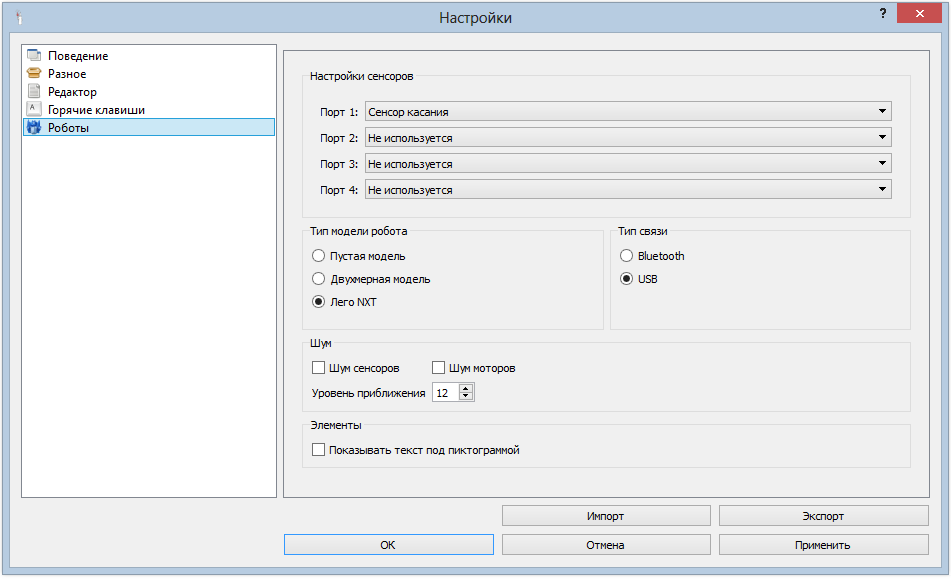 Настройки
?
Поведение
Разное
Редактор
Горячие клавиши
Роботы
Настройки сенсоров
Порт 1: Сенсор касания
Порт 2: Не используется
Порт 3: Не используется
Порт 4: Не используется
Тип модели робота
Пустая модель
Двухмерная модель
Лего NXT
Тип связи
Bluetooth
USB
Шум
Шум сенсоров Шум моторов
Уровень приближения 12
Элементы
Показывать текст под пиктограммой
Импорт Экспорт
OK Отмена Применить